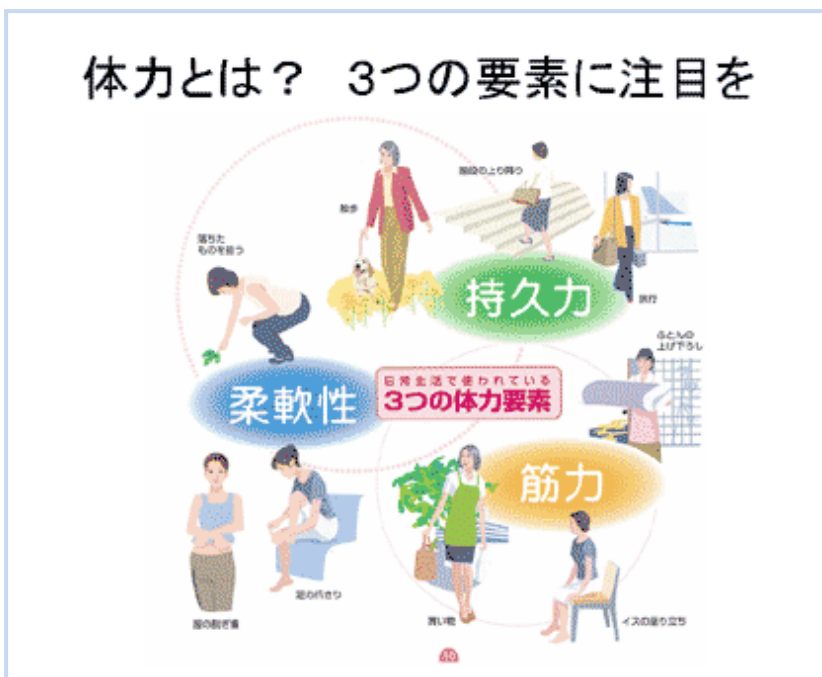 体力とは？　３つの要素に注目を
散歩
階段の上り降り
旅行
落ちた
ものを拾う
持久力
ふとんの
上げ下ろし
日常生活で使われている
3つの体力要素
柔軟性
筋力
服の脱ぎ着
足の爪きり
買い物
イスの座り立ち